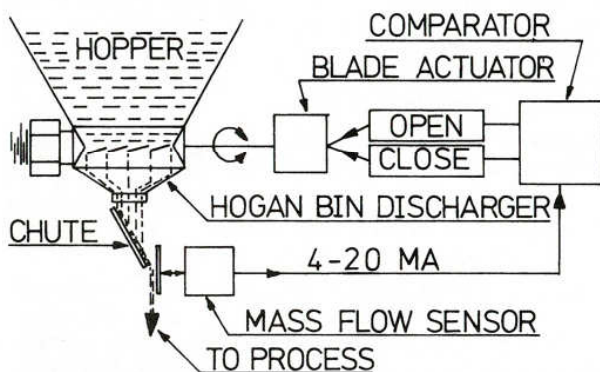 HOPPER
COMPARATOR
BLADE ACTUATOR
OPEN
CLOSE
HOGAN BIN DISCHARGER
CHUTE
4-20 MA
MASS FLOW SENSOR
TO PROCESS